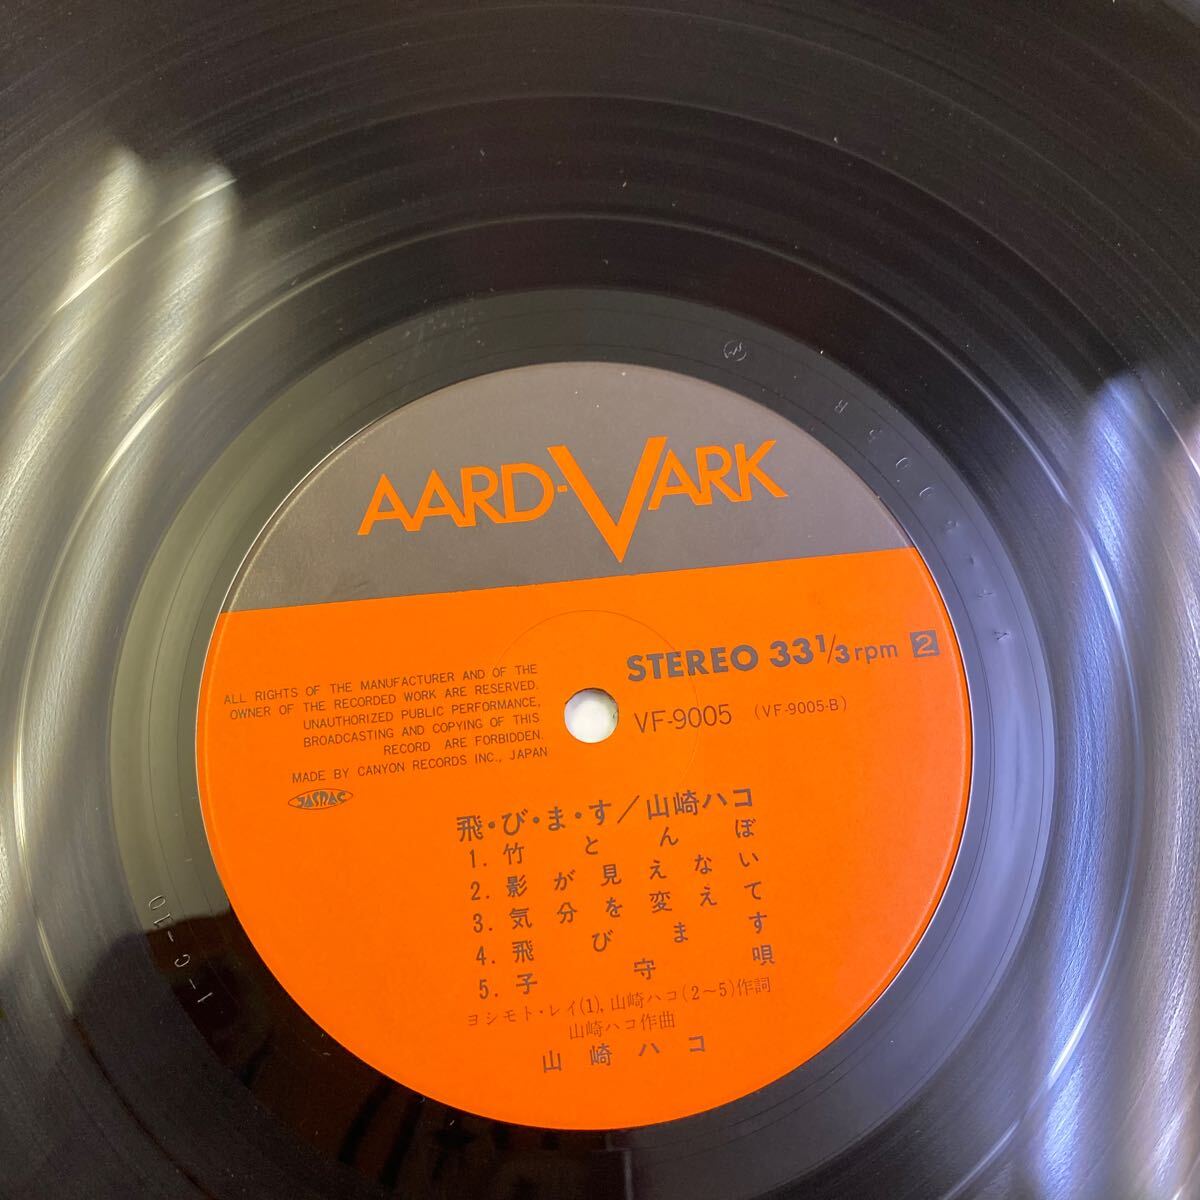 AARD-VARK
STEREO 33 1/3 rpm 2
VF-9005 (VF-9005-B)
ALL RIGHTS OF THE MANUFACTURER AND OF THE
OWNER OF THE RECORDED WORK ARE RESERVED.
UNAUTHORIZED PUBLIC PERFORMANCE,
BROADCASTING AND COPYING OF THIS
RECORD ARE FORBIDDEN.
MADE BY CANYON RECORDS INC., JAPAN
JASRAC
飛・び・ま・す／山崎ハコ
1. 竹とんぼ
2. 影が見えない
3. 気分を変えて
4. 飛びます
5. 子守唄
ヨシモト・レイ(1), 山崎ハコ(2〜5)作詞
山崎ハコ作曲
山崎ハコ
1-C-10